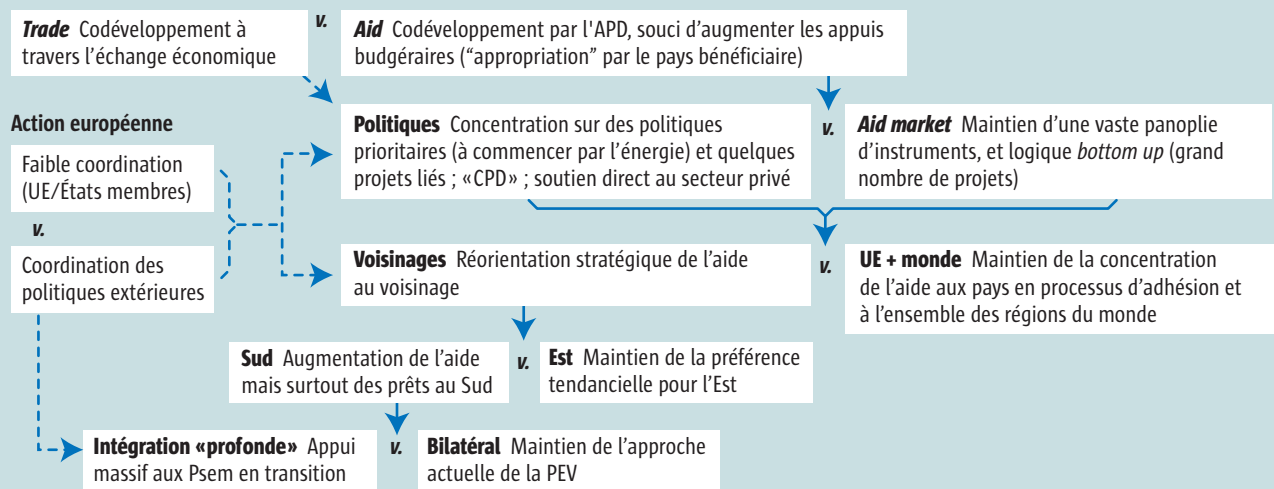 Trade Codéveloppement à
travers l'échange économique
v.
Aid Codéveloppement par l'APD, souci d'augmenter les appuis
budgéraires (“appropriation” par le pays bénéficiaire)
Action européenne
Faible coordination
(UE/États membres)
v.
Coordination des
politiques extérieures
Politiques Concentration sur des politiques
prioritaires (à commencer par l'énergie) et quelques
projets liés ; «CPD» ; soutien direct au secteur privé
v.
Aid market Maintien d'une vaste panoplie
d'instruments, et logique bottom up (grand
nombre de projets)
Voisinages Réorientation stratégique de l'aide
au voisinage
v.
UE + monde Maintien de la concentration
de l'aide aux pays en processus d'adhésion et
à l'ensemble des régions du monde
Sud Augmentation de l'aide
mais surtout des prêts au Sud
v.
Est Maintien de la préférence
tendancielle pour l'Est
Intégration «profonde» Appui
massif aux Psem en transition
v.
Bilatéral Maintien de l'approche
actuelle de la PEV